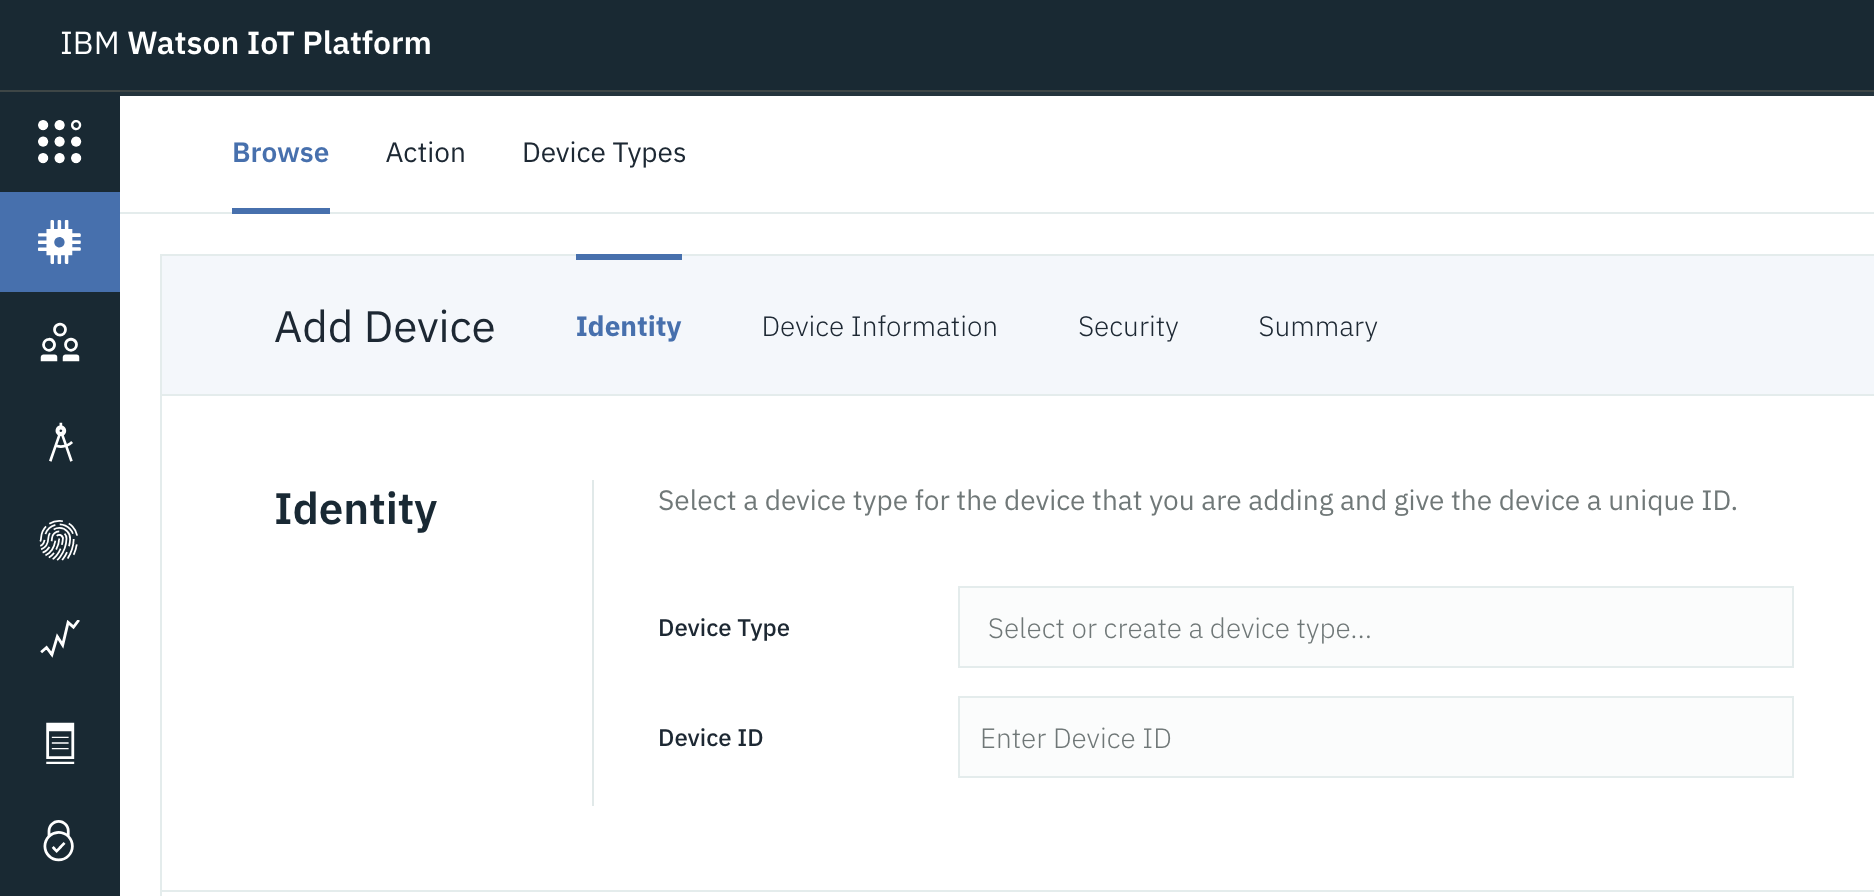 IBM Watson IoT Platform
Browse Action Device Types
Add Device Identity Device Information Security Summary
Identity
Select a device type for the device that you are adding and give the device a unique ID.
Device Type Select or create a device type...
Device ID Enter Device ID